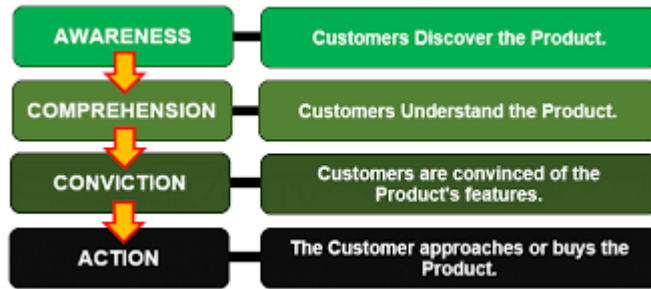 AWARENESS
Customers Discover the Product.
COMPREHENSION
Customers Understand the Product.
CONVICTION
Customers are convinced of the
Product's features.
ACTION
The Customer approaches or buys the
Product.